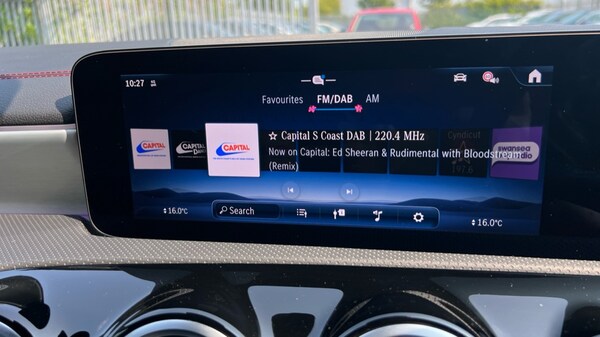 10:27
Favourites FM/DAB AM
CAPITAL
CAPITAL
CAPITAL
☆ Capital S Coast DAB | 220.4 MHz
Now on Capital: Ed Sheeran & Rudimental with Bloodstream
(Remix)
swansea
16.0°C
Search
16.0°C